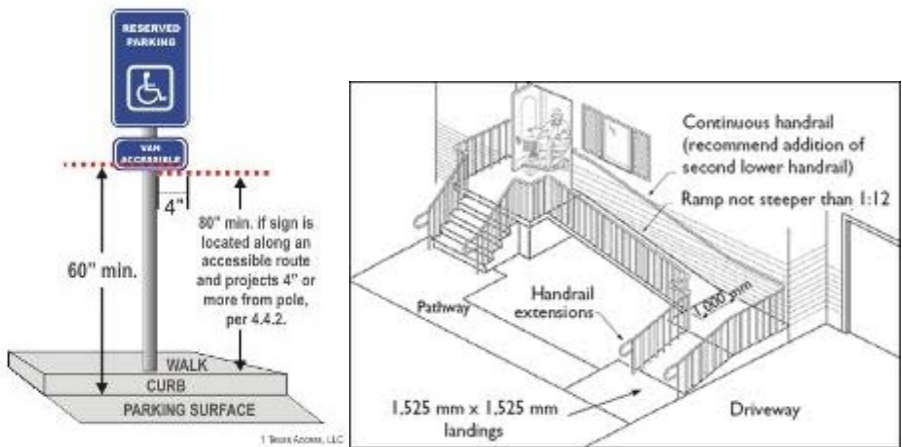 RESERVED
PARKING
VAN
ACCESSIBLE
4"
60" min.
80" min. if sign is
located along an
accessible route
and projects 4" or
more from pole,
per 4.4.2.
WALK
CURB
PARKING SURFACE
Texas Access, LLC
Continuous handrail
(recommend addition of
second lower handrail)
Ramp not steeper than 1:12
1,000 mm
Pathway
Handrail
extensions
1,525 mm x 1,525 mm
landings
Driveway